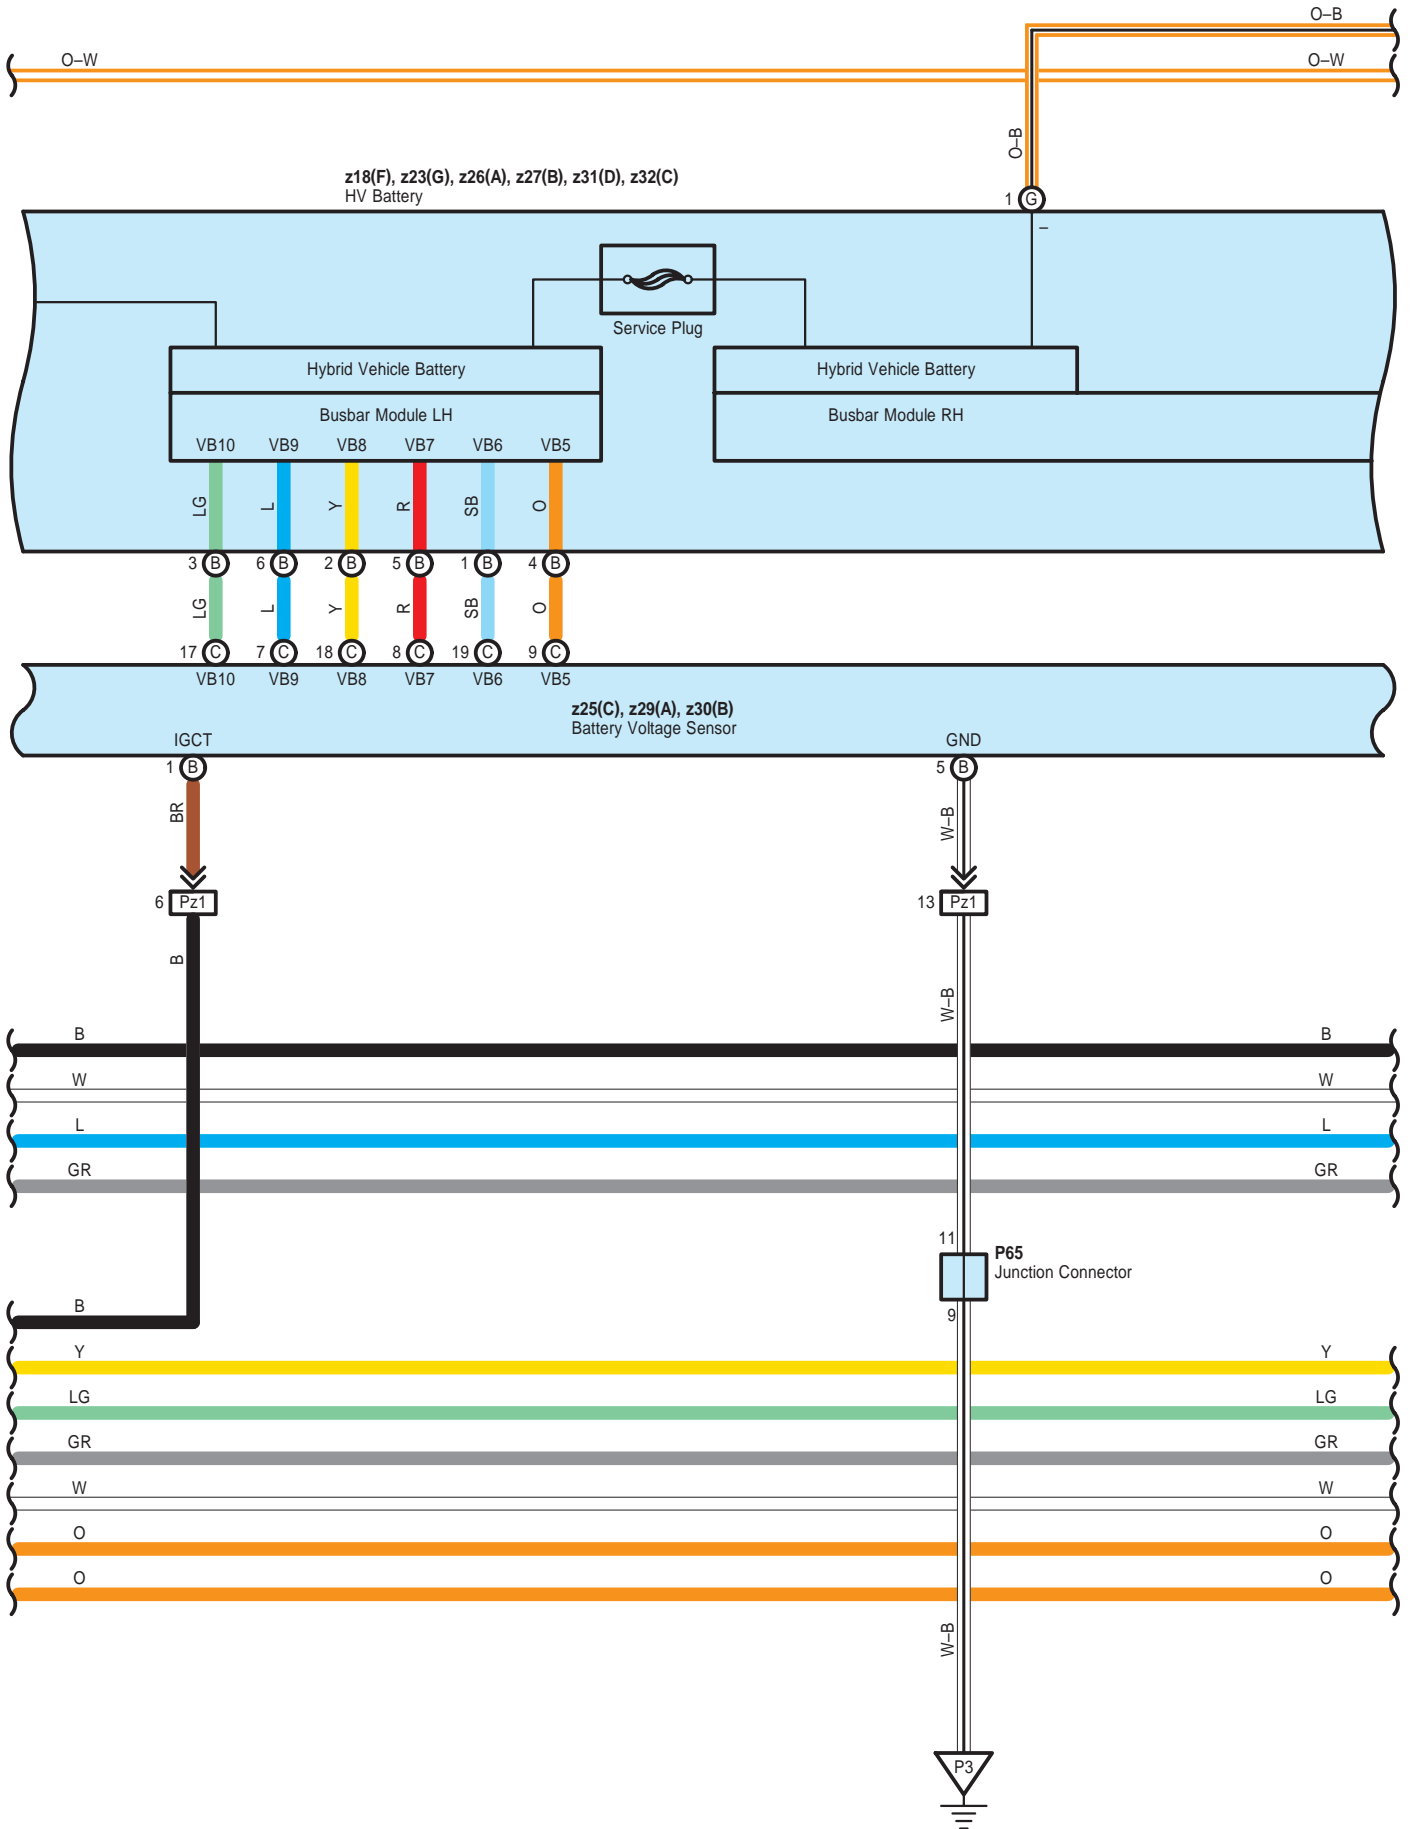 O–B
O–W
O–W
O–B
z18(F), z23(G), z26(A), z27(B), z31(D), z32(C)
HV Battery
1 G
–
Service Plug
Hybrid Vehicle Battery
Hybrid Vehicle Battery
Busbar Module LH
Busbar Module RH
VB10 VB9 VB8 VB7 VB6 VB5
LG L Y R SB O
3 B 6 B 2 B 5 B 1 B 4 B
LG L Y R SB O
17 C 7 C 18 C 8 C 19 C 9 C
VB10 VB9 VB8 VB7 VB6 VB5
z25(C), z29(A), z30(B)
Battery Voltage Sensor
IGCT GND
1 B 5 B
BR W–B
6 Pz1 13 Pz1
B W–B
B B
W W
L L
GR GR
11
P65
Junction Connector
9
B
Y Y
LG LG
GR GR
W W
O O
O O
W–B
P3